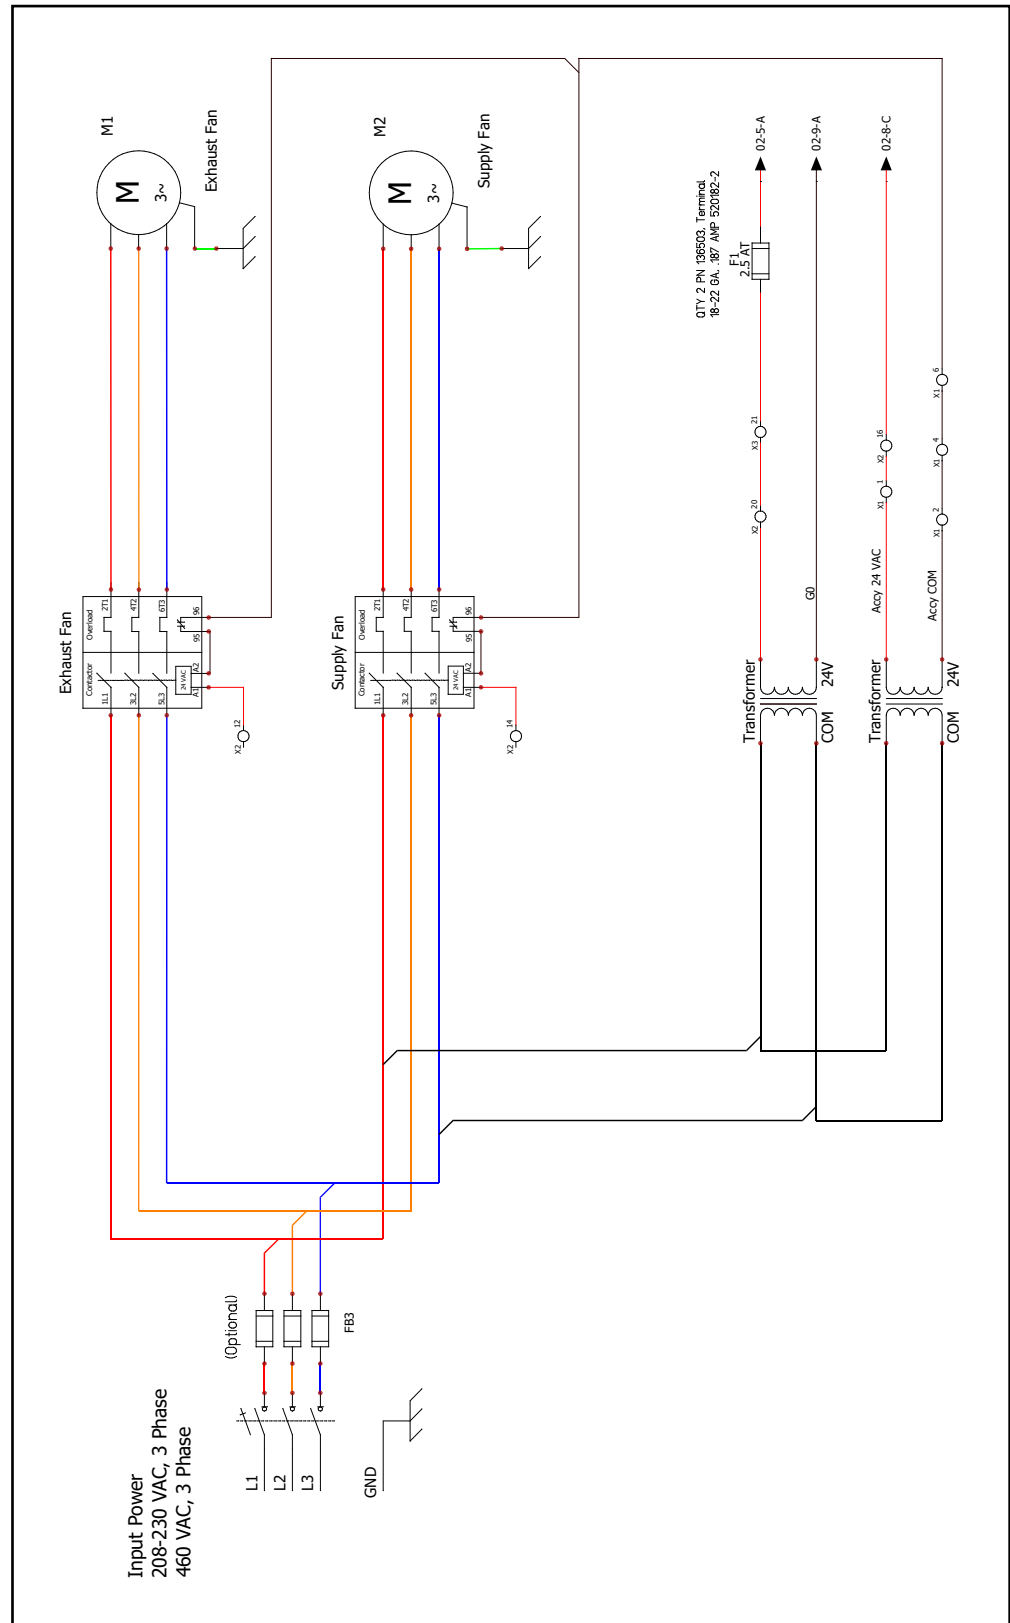 Input Power
208-230 VAC, 3 Phase
460 VAC, 3 Phase
L1
L2
L3
GND
(Optional)
FB3
Exhaust Fan
Contactor
Overload
1L1
3L2
5L3
2T1
4T2
6T3
24 VAC
A1
A2
95
96
X2
12
M1
M
3~
Exhaust Fan
Supply Fan
Contactor
Overload
1L1
3L2
5L3
2T1
4T2
6T3
24 VAC
A1
A2
95
96
X2
14
M2
M
3~
Supply Fan
Transformer
COM
24V
X2
20
X3
21
G0
QTY 2 PN 136503, Terminal
18-22 GA. .187 AMP 520182-2
F1
2.5 AT
02-5-A
02-9-A
Transformer
COM
24V
Accy 24 VAC
Accy COM
X1
1
X2
16
X1
2
X1
4
X1
6
02-8-C